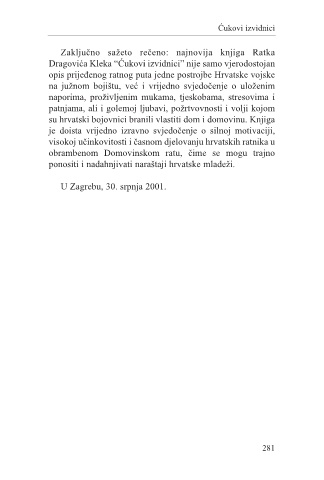 Ćukovi izvidnici
Zaključno sažeto rečeno: najnovija knjiga Ratka
Dragovića Kleka “Ćukovi izvidnici” nije samo vjerodostojan
opis prijeđenog ratnog puta jedne postrojbe Hrvatske vojske
na južnom bojištu, već i vrijedno svjedočenje o uloženim
naporima, proživljenim mukama, tjeskobama, stresovima i
patnjama, ali i golemoj ljubavi, požrtvovnosti i volji kojom
su hrvatski bojovnici branili vlastiti dom i domovinu. Knjiga
je doista vrijedno izravno svjedočenje o silnoj motivaciji,
visokoj učinkovitosti i časnom djelovanju hrvatskih ratnika u
obrambenom Domovinskom ratu, čime se mogu trajno
ponositi i nadahnjivati naraštaji hrvatske mladeži.
U Zagrebu, 30. srpnja 2001.
281